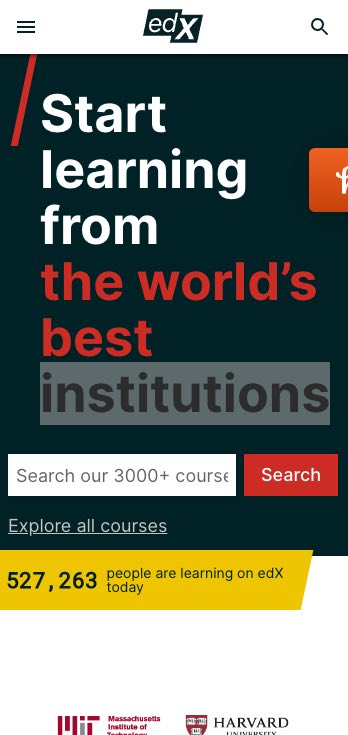 edX
Start
learning
from
the world's
best
institutions
Search our 3000+ course
Search
Explore all courses
527,263
people are learning on edX
today
Massachusetts
Institute of
Technology
HARVARD
UNIVERSITY